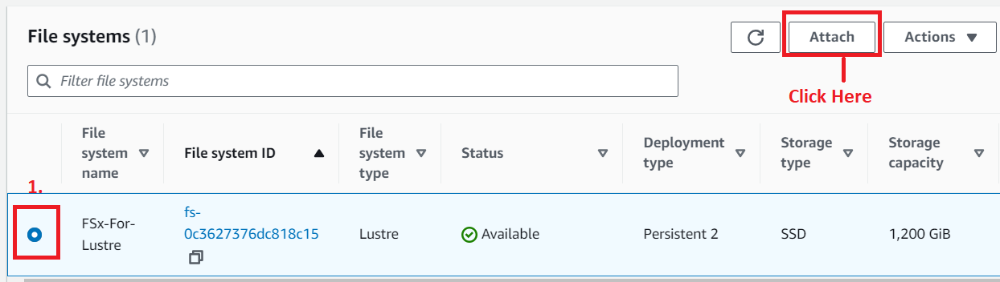 File systems (1)
Attach
Actions
Filter file systems
Click Here
File
system
name
File system ID
File
system
type
Status
Deployment
type
Storage
type
Storage
capacity
1.
FSx-For-
Lustre
fs-
0c3627376dc818c15
Lustre
Available
Persistent 2
SSD
1,200 GiB